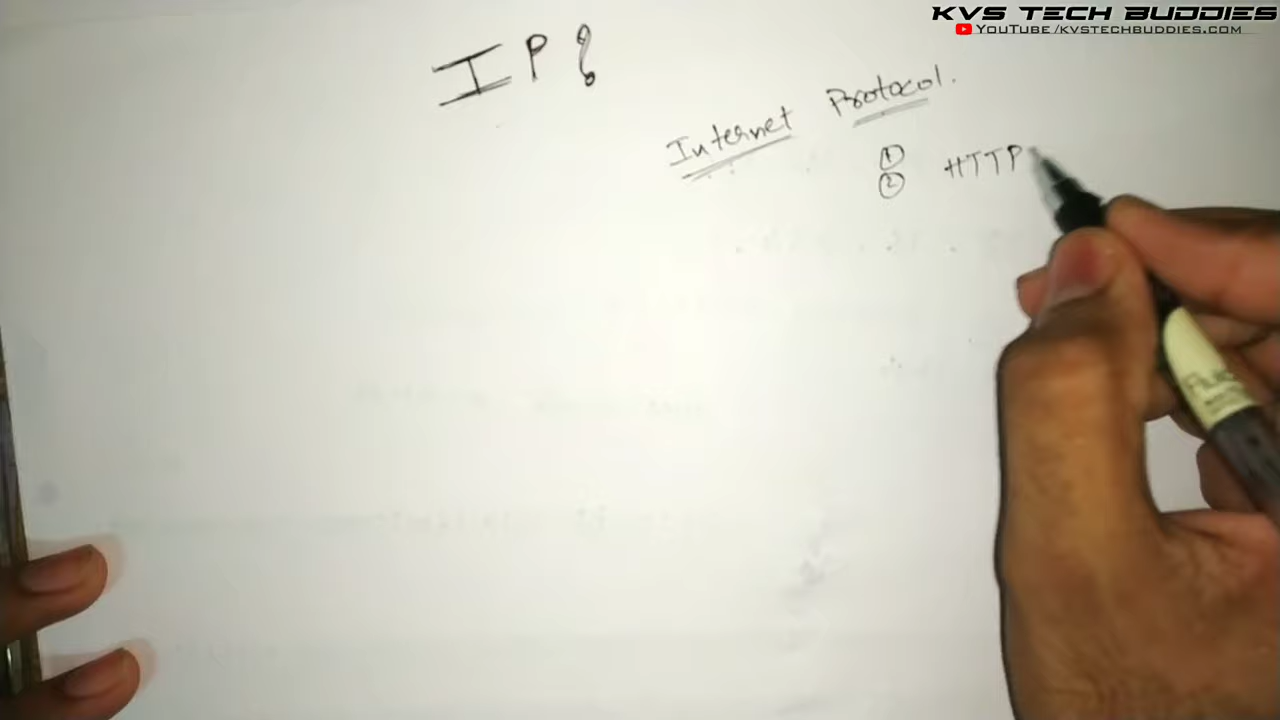 KVS TECH BUDDIES
YouTube/kvstechbuddies.com
IP?
Internet Protocol.
1
2 HTTP